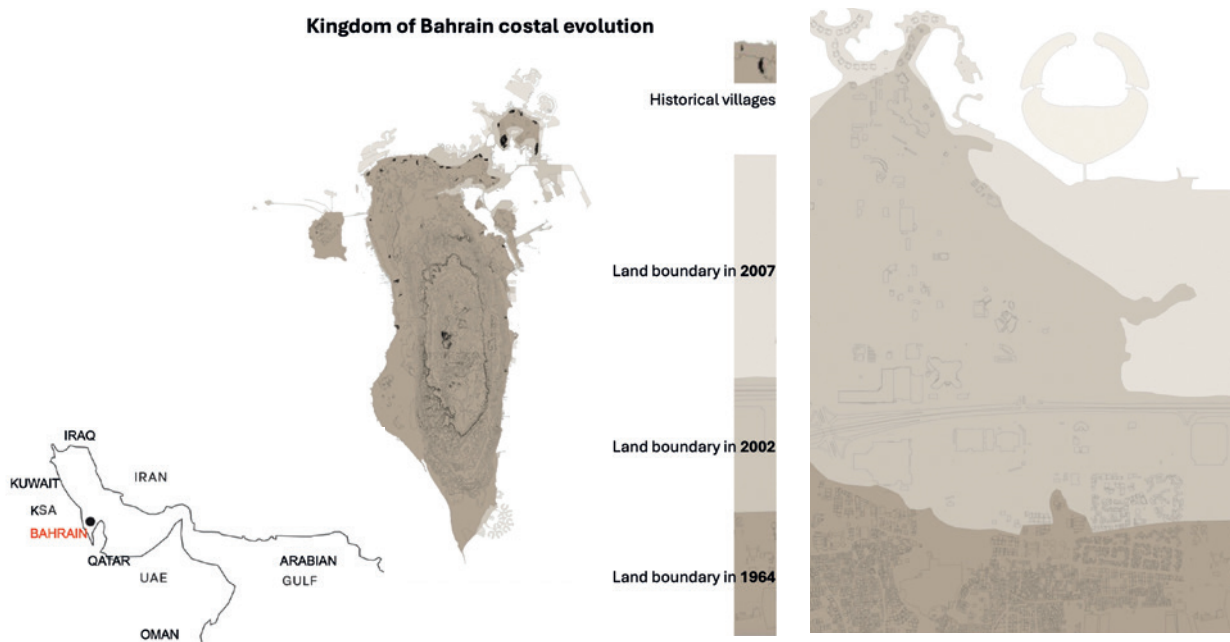 Kingdom of Bahrain costal evolution
Historical villages
Land boundary in 2007
Land boundary in 2002
Land boundary in 1964
IRAQ
IRAN
KUWAIT
KSA
BAHRAIN
QATAR
UAE
ARABIAN
GULF
OMAN